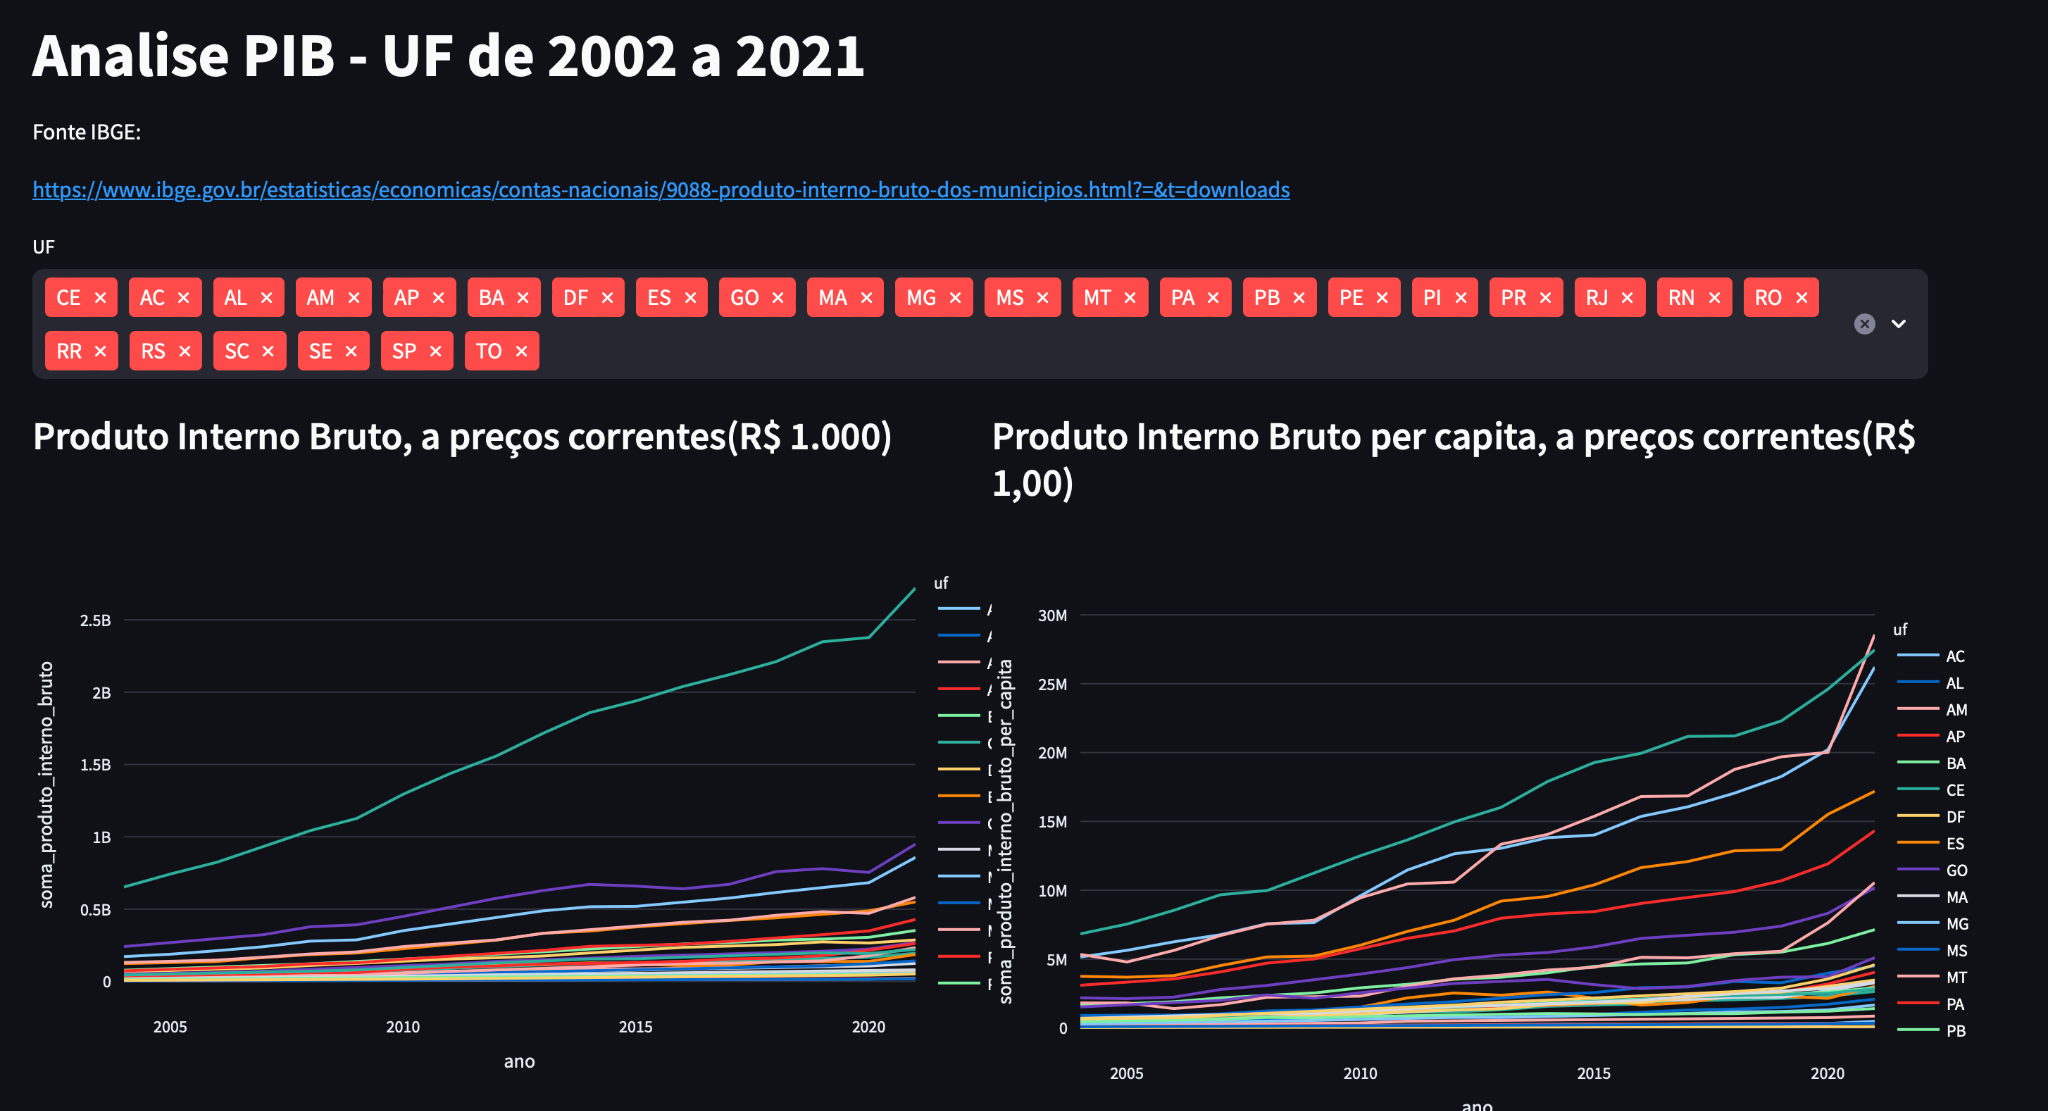 Analise PIB - UF de 2002 a 2021
Fonte IBGE:
https://www.ibge.gov.br/estatisticas/economicas/contas-nacionais/9088-produto-interno-bruto-dos-municipios.html?=&t=downloads
UF
CE × AC × AL × AM × AP × BA × DF × ES × GO × MA × MG × MS × MT × PA × PB × PE × PI × PR × RJ × RN × RO ×
RR × RS × SC × SE × SP × TO ×
Produto Interno Bruto, a preços correntes(R$ 1.000)
soma_produto_interno_bruto
2.5B
2B
1.5B
1B
0.5B
0
2005 2010 2015 2020
ano
uf
Produto Interno Bruto per capita, a preços correntes(R$
1,00)
soma_produto_interno_bruto_per_capita
30M
25M
20M
15M
10M
5M
0
2005 2010 2015 2020
ano
uf
AC
AL
AM
AP
BA
CE
DF
ES
GO
MA
MG
MS
MT
PA
PB